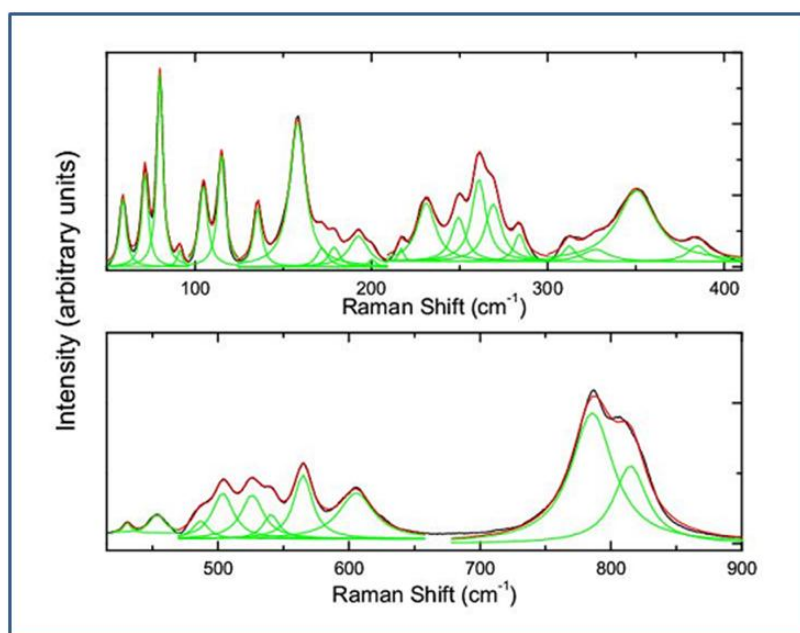 Intensity (arbitrary units)
100 200 300 400
Raman Shift (cm⁻¹)
500 600 700 800 900
Raman Shift (cm⁻¹)